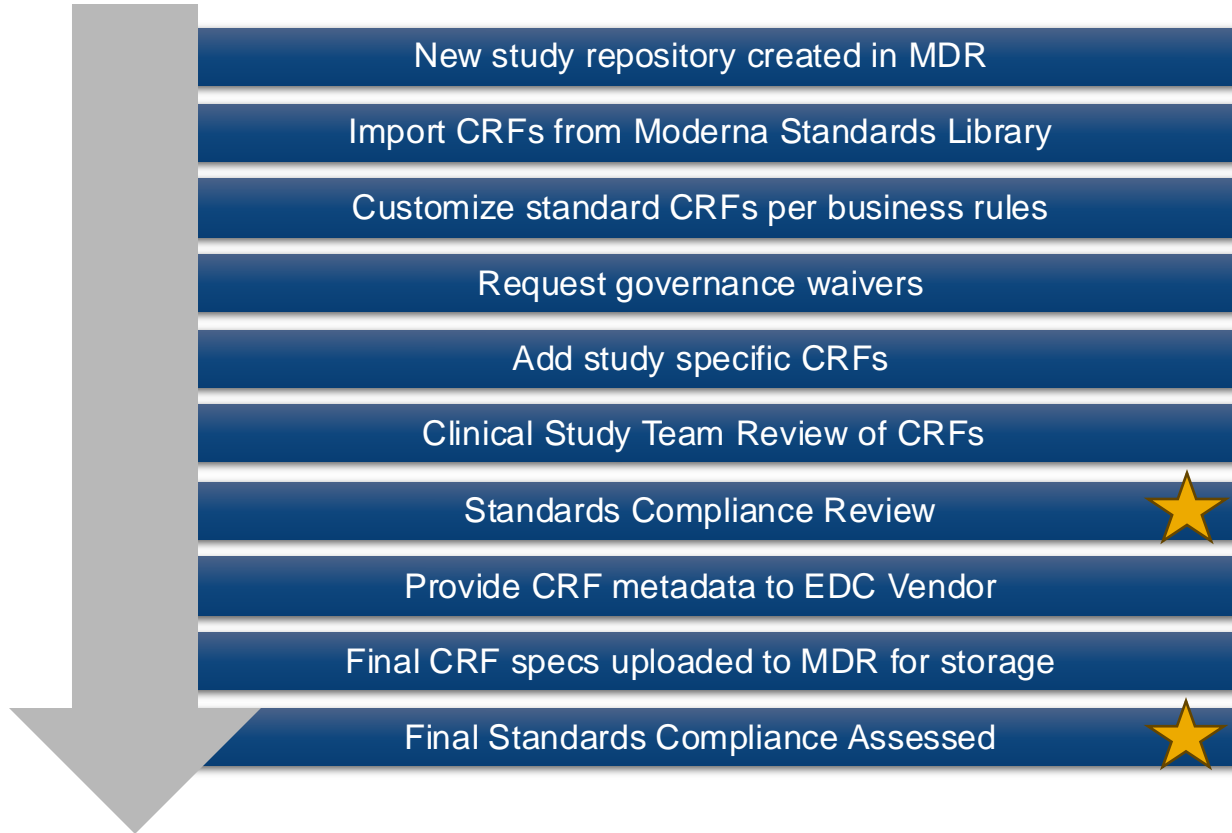 New study repository created in MDR
Import CRFs from Moderna Standards Library
Customize standard CRFs per business rules
Request governance waivers
Add study specific CRFs
Clinical Study Team Review of CRFs
Standards Compliance Review
Provide CRF metadata to EDC Vendor
Final CRF specs uploaded to MDR for storage
Final Standards Compliance Assessed